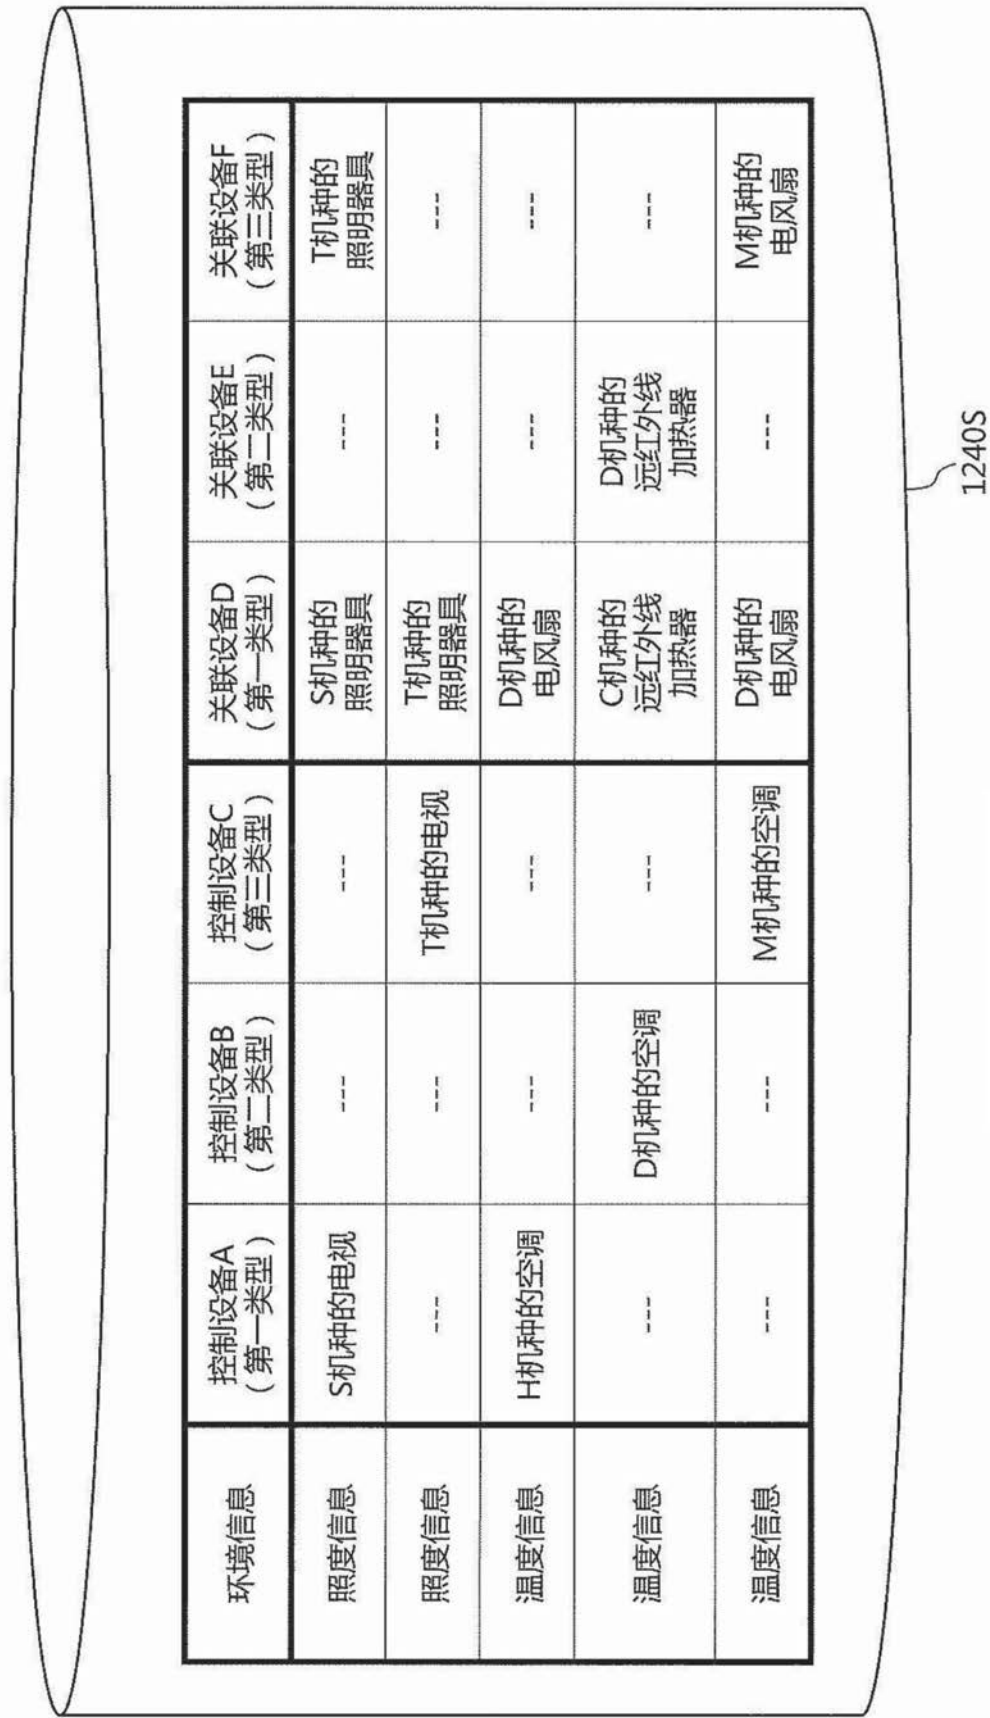 环境信息
控制设备A
（第一类型）
控制设备B
（第二类型）
控制设备C
（第三类型）
关联设备D
（第一类型）
关联设备E
（第二类型）
关联设备F
（第三类型）
照度信息
S机种的电视
---
---
S机种的
照明器具
---
T机种的
照明器具
照度信息
---
---
T机种的电视
T机种的
照明器具
---
---
温度信息
H机种的空调
---
---
D机种的
电风扇
---
---
温度信息
---
D机种的空调
---
C机种的
远红外线
加热器
D机种的
远红外线
加热器
---
温度信息
---
---
M机种的空调
D机种的
电风扇
---
M机种的
电风扇
1240S